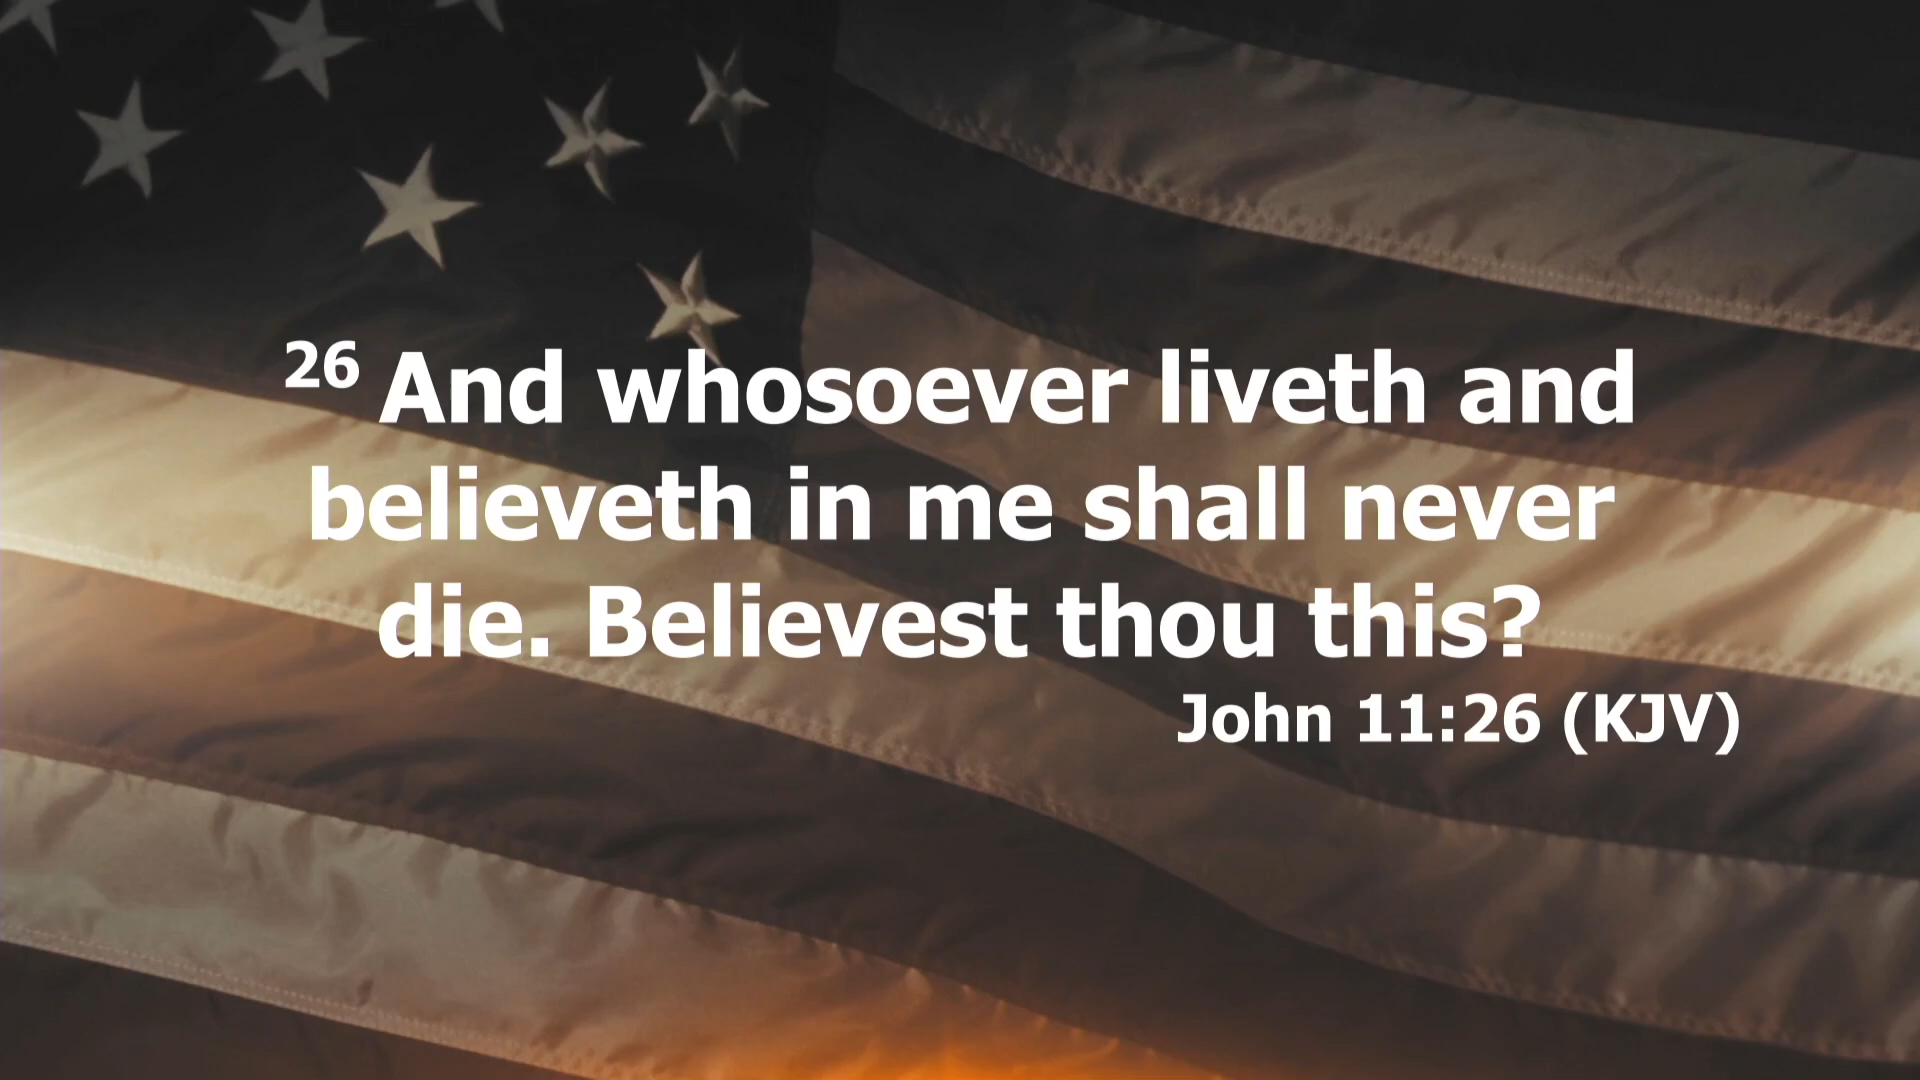 26 And whosoever liveth and
believeth in me shall never
die. Believest thou this?
John 11:26 (KJV)